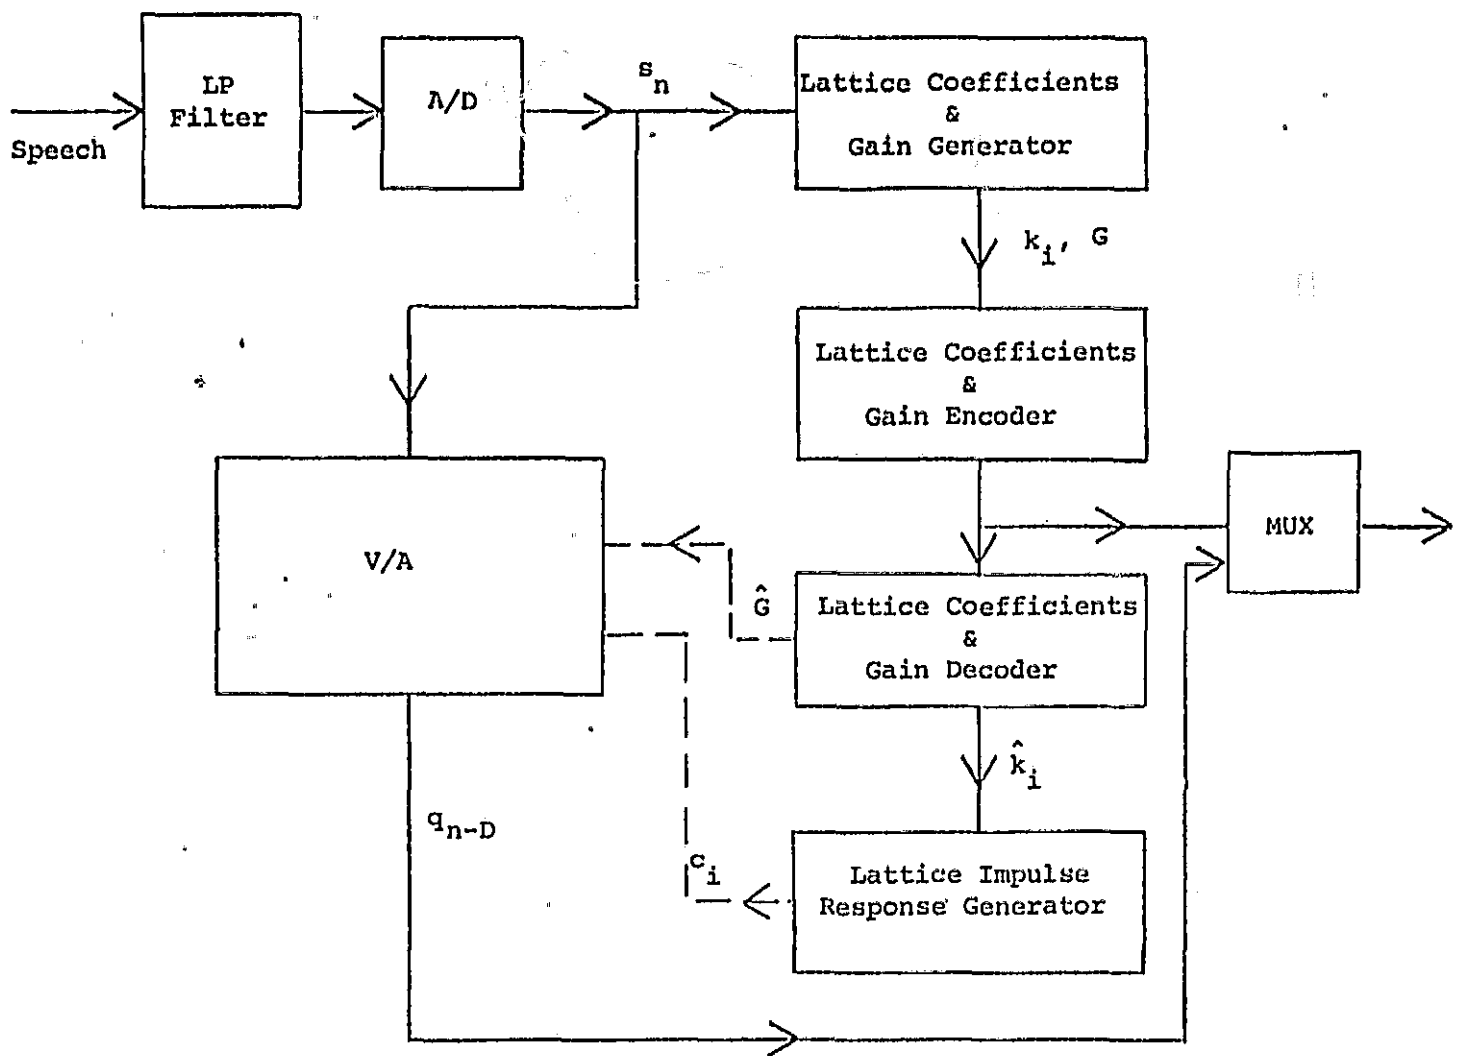 LP
Filter
A/D
s_n
Speech
Lattice Coefficients
&
Gain Generator
k_i, G
Lattice Coefficients
&
Gain Encoder
MUX
V/A
Ĝ
Lattice Coefficients
&
Gain Decoder
k̂_i
q_{n-D}
c_i
Lattice Impulse
Response Generator